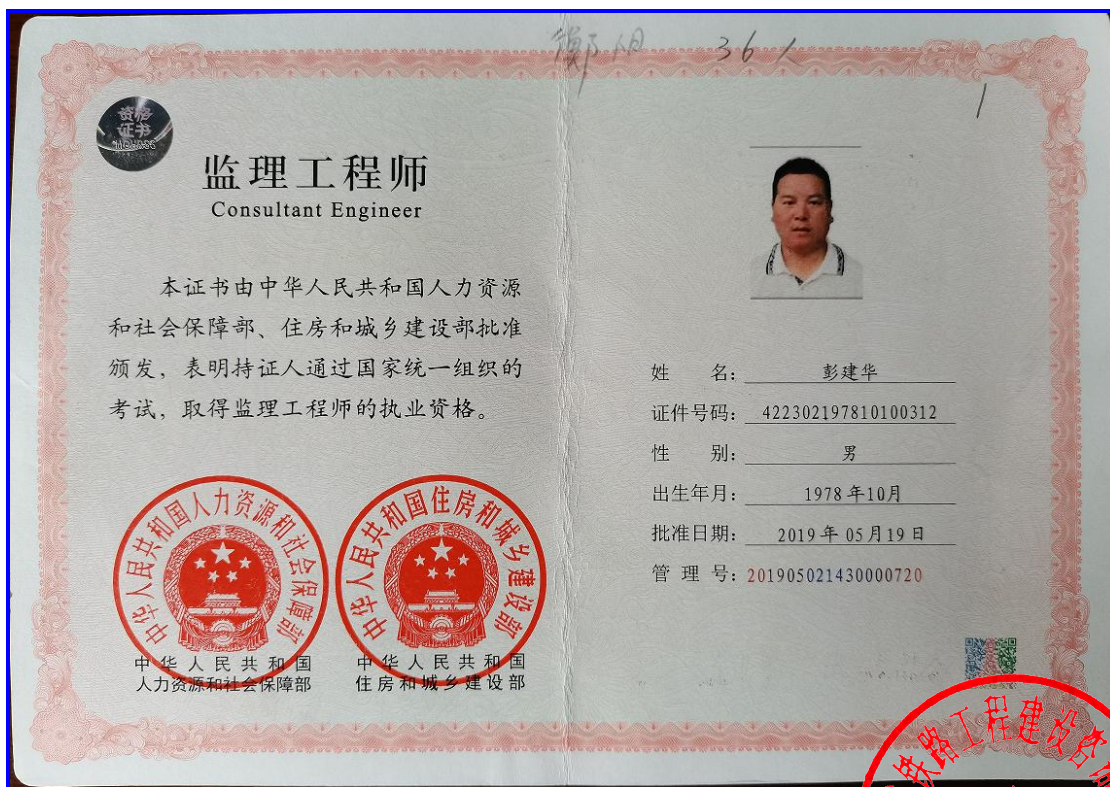 衡阳 36人
1
资格
证书
监理工程师
Consultant Engineer
本证书由中华人民共和国人力资源
和社会保障部、住房和城乡建设部批准
颁发，表明持证人通过国家统一组织的
考试，取得监理工程师的执业资格。
中华人民共和国人力资源和社会保障部
中华人民共和国住房和城乡建设部
中华人民共和国
人力资源和社会保障部
中华人民共和国
住房和城乡建设部
姓 名：彭建华
证件号码：422302197810100312
性 别：男
出生年月：1978年10月
批准日期：2019年05月19日
管 理 号：201905021430000720
铁路工程建设咨